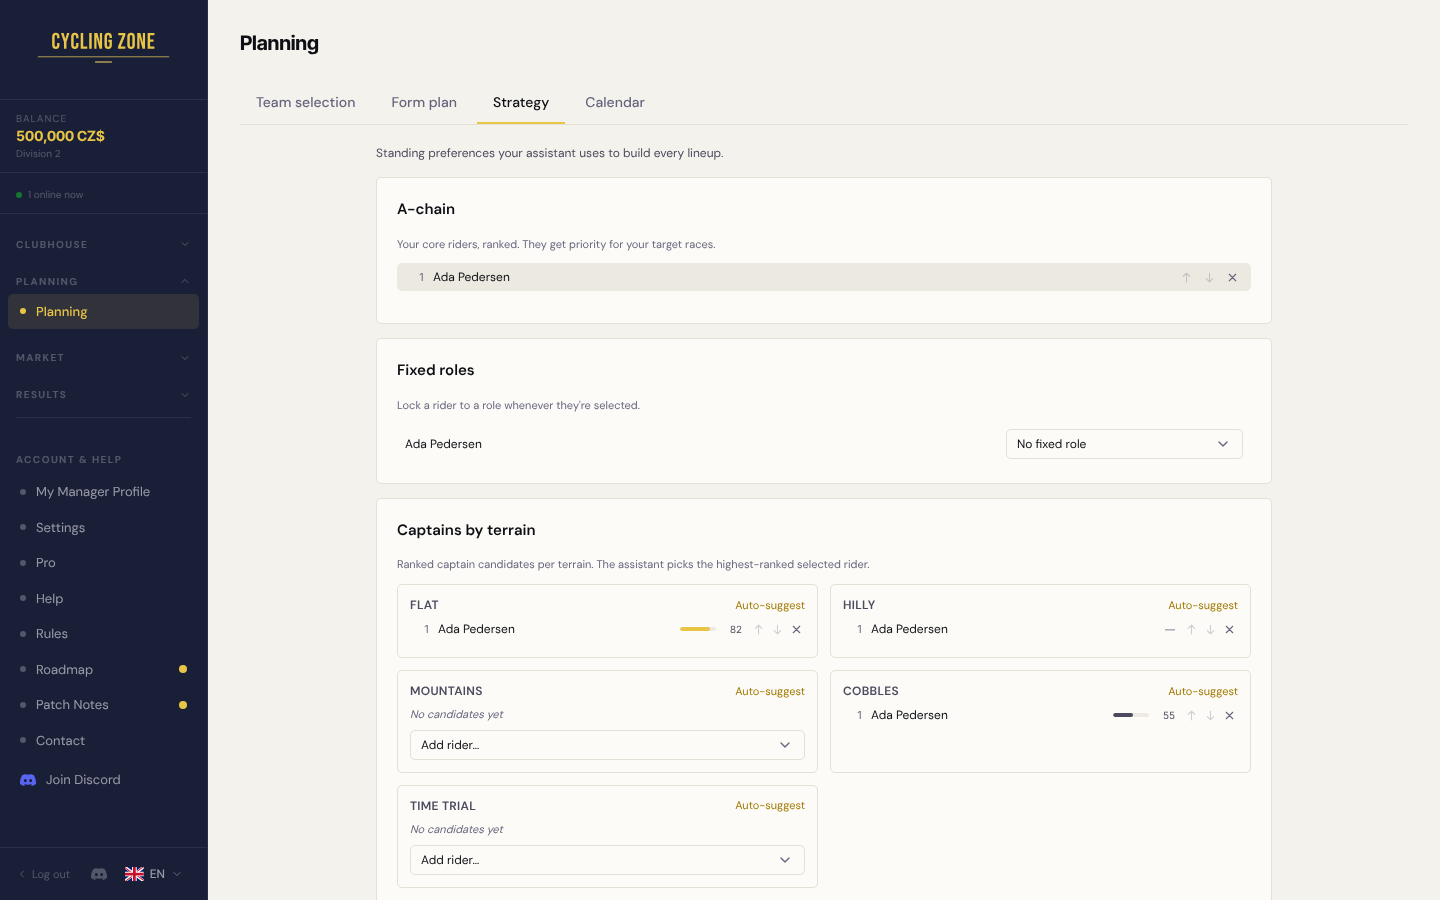 CYCLING ZONE
BALANCE
500,000 CZ$
Division 2
1 online now
CLUBHOUSE
PLANNING
Planning
MARKET
RESULTS
ACCOUNT & HELP
My Manager Profile
Settings
Pro
Help
Rules
Roadmap
Patch Notes
Contact
Join Discord
Log out
EN
Planning
Team selection
Form plan
Strategy
Calendar
Standing preferences your assistant uses to build every lineup.
A-chain
Your core riders, ranked. They get priority for your target races.
1 Ada Pedersen
Fixed roles
Lock a rider to a role whenever they're selected.
Ada Pedersen
No fixed role
Captains by terrain
Ranked captain candidates per terrain. The assistant picks the highest-ranked selected rider.
FLAT
Auto-suggest
1 Ada Pedersen 82
HILLY
Auto-suggest
1 Ada Pedersen —
MOUNTAINS
Auto-suggest
No candidates yet
Add rider...
COBBLES
Auto-suggest
1 Ada Pedersen 55
TIME TRIAL
Auto-suggest
No candidates yet
Add rider...